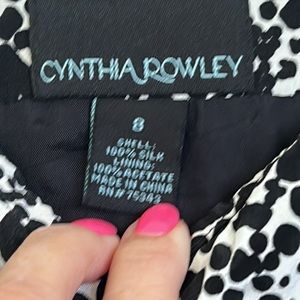 CYNTHIA ROWLEY
8
SHELL:
100% SILK
LINING:
100% ACETATE
MADE IN CHINA
RN# 75343